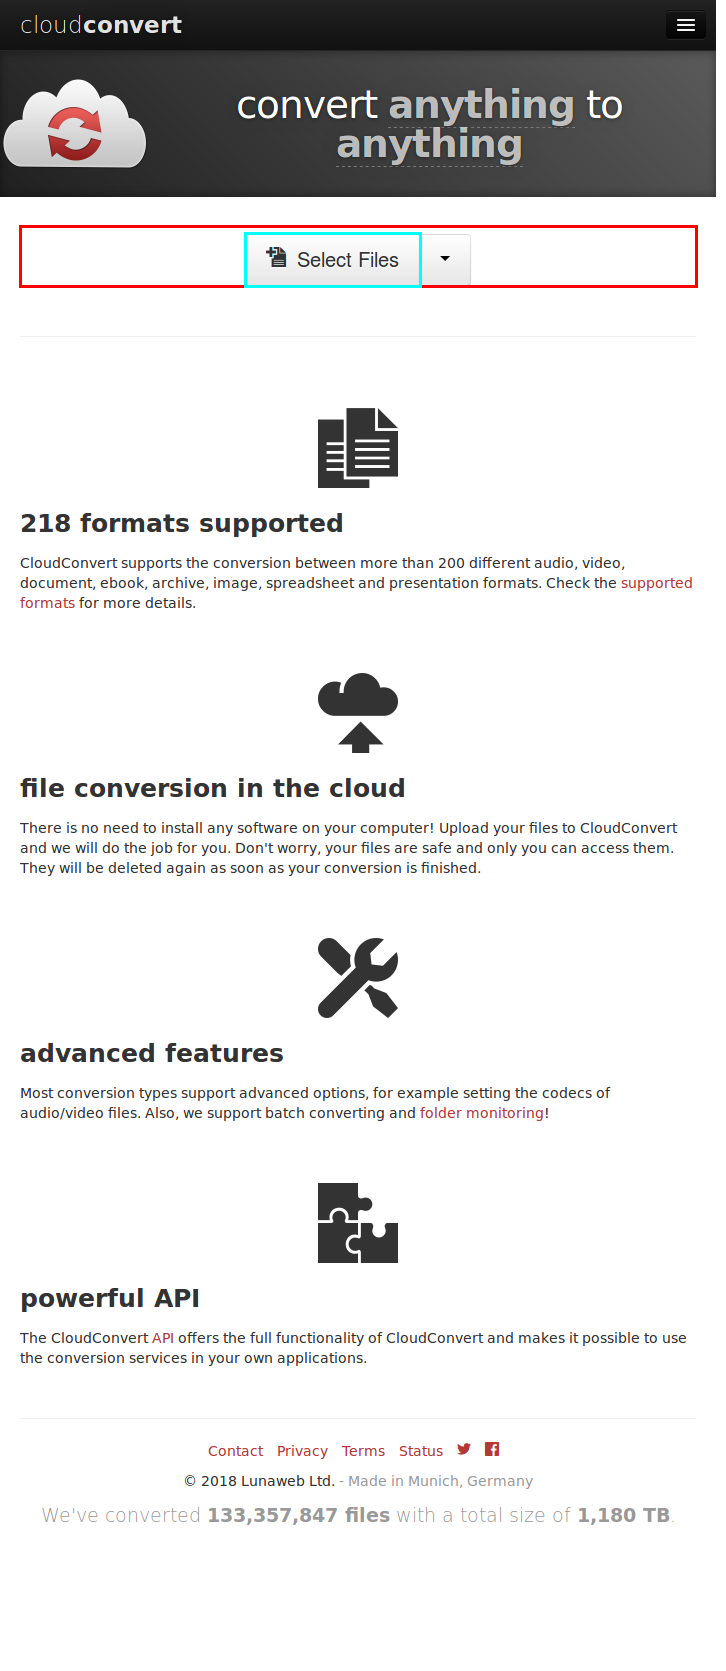 cloudconvert
convert anything to
anything
Select Files
218 formats supported
CloudConvert supports the conversion between more than 200 different audio, video,
document, ebook, archive, image, spreadsheet and presentation formats. Check the supported
formats for more details.
file conversion in the cloud
There is no need to install any software on your computer! Upload your files to CloudConvert
and we will do the job for you. Don't worry, your files are safe and only you can access them.
They will be deleted again as soon as your conversion is finished.
advanced features
Most conversion types support advanced options, for example setting the codecs of
audio/video files. Also, we support batch converting and folder monitoring!
powerful API
The CloudConvert API offers the full functionality of CloudConvert and makes it possible to use
the conversion services in your own applications.
Contact Privacy Terms Status
© 2018 Lunaweb Ltd. - Made in Munich, Germany
We've converted 133,357,847 files with a total size of 1,180 TB.